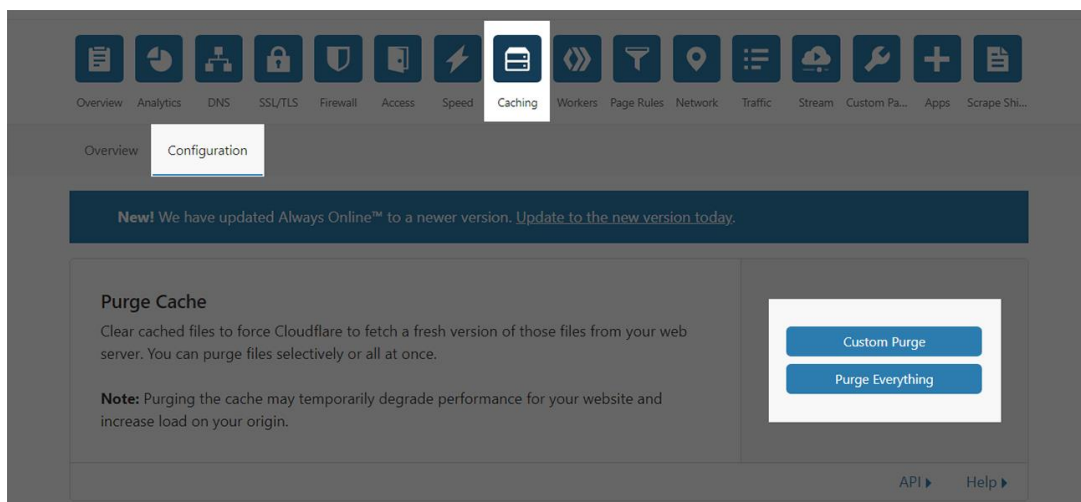 Overview Analytics DNS SSL/TLS Firewall Access Speed Caching Workers Page Rules Network Traffic Stream Custom Pa... Apps Scrape Shi...
Overview Configuration
New! We have updated Always Online™ to a newer version. Update to the new version today.
Purge Cache
Clear cached files to force Cloudflare to fetch a fresh version of those files from your web
server. You can purge files selectively or all at once.
Note: Purging the cache may temporarily degrade performance for your website and
increase load on your origin.
Custom Purge
Purge Everything
API Help